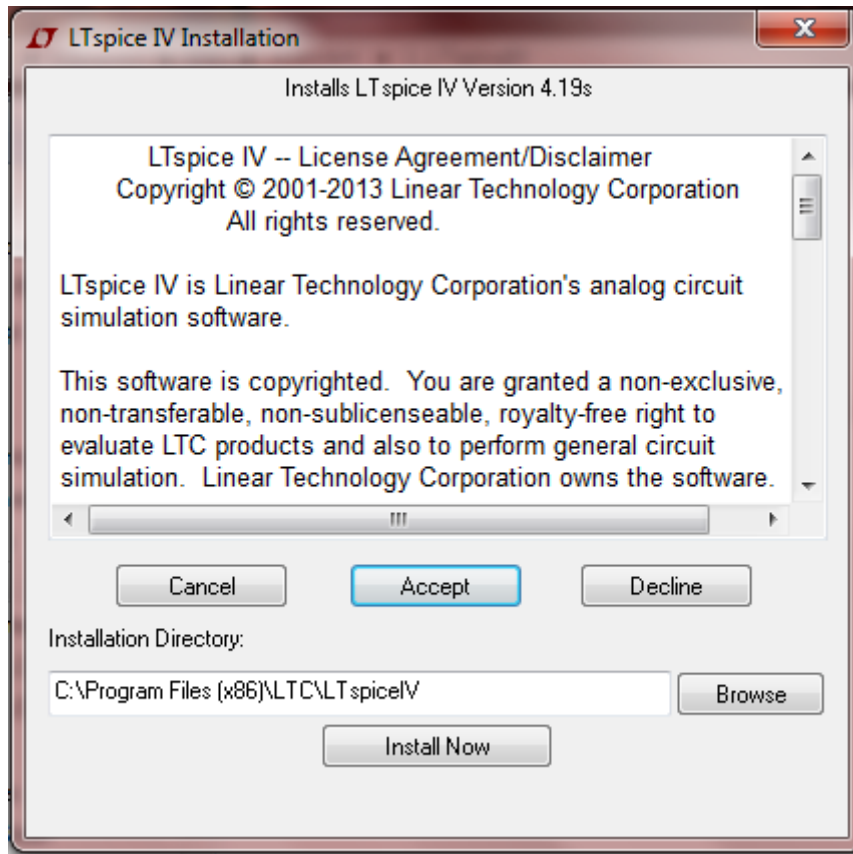 LTspice IV Installation
Installs LTspice IV Version 4.19s
LTspice IV -- License Agreement/Disclaimer
Copyright © 2001-2013 Linear Technology Corporation
All rights reserved.
LTspice IV is Linear Technology Corporation's analog circuit
simulation software.
This software is copyrighted.  You are granted a non-exclusive,
non-transferable, non-sublicenseable, royalty-free right to
evaluate LTC products and also to perform general circuit
simulation.  Linear Technology Corporation owns the software.
Cancel Accept Decline
Installation Directory:
C:\Program Files (x86)\LTC\LTspiceIV Browse
Install Now